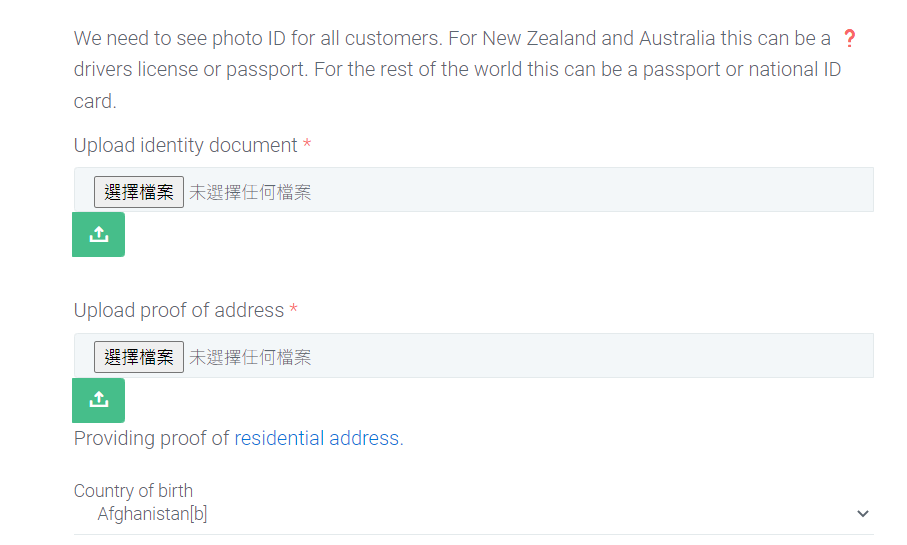 We need to see photo ID for all customers. For New Zealand and Australia this can be a ❓
drivers license or passport. For the rest of the world this can be a passport or national ID
card.
Upload identity document *
選擇檔案 未選擇任何檔案
Upload proof of address *
選擇檔案 未選擇任何檔案
Providing proof of residential address.
Country of birth
Afghanistan[b]